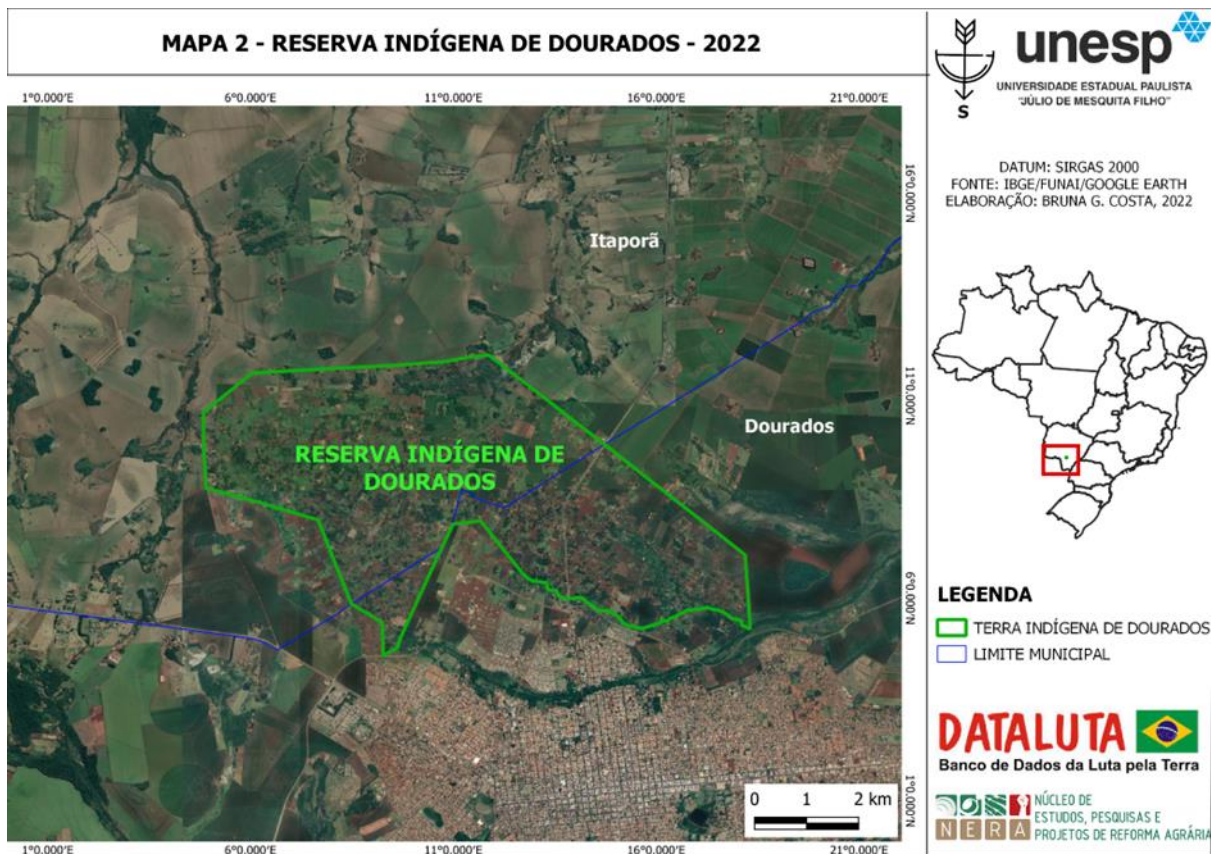 MAPA 2 - RESERVA INDÍGENA DE DOURADOS - 2022
1°0.000'E 6°0.000'E 11°0.000'E 16°0.000'E 21°0.000'E
16°0.000'N
11°0.000'N
6°0.000'N
1°0.000'N
Itaporã
Dourados
RESERVA INDÍGENA DE
DOURADOS
0 1 2 km
1°0.000'E 6°0.000'E 11°0.000'E 16°0.000'E 21°0.000'E
S
unesp
UNIVERSIDADE ESTADUAL PAULISTA
"JÚLIO DE MESQUITA FILHO"
DATUM: SIRGAS 2000
FONTE: IBGE/FUNAI/GOOGLE EARTH
ELABORAÇÃO: BRUNA G. COSTA, 2022
LEGENDA
TERRA INDÍGENA DE DOURADOS
LIMITE MUNICIPAL
DATALUTA
Banco de Dados da Luta pela Terra
NERA
NÚCLEO DE
ESTUDOS, PESQUISAS E
PROJETOS DE REFORMA AGRÁRIA